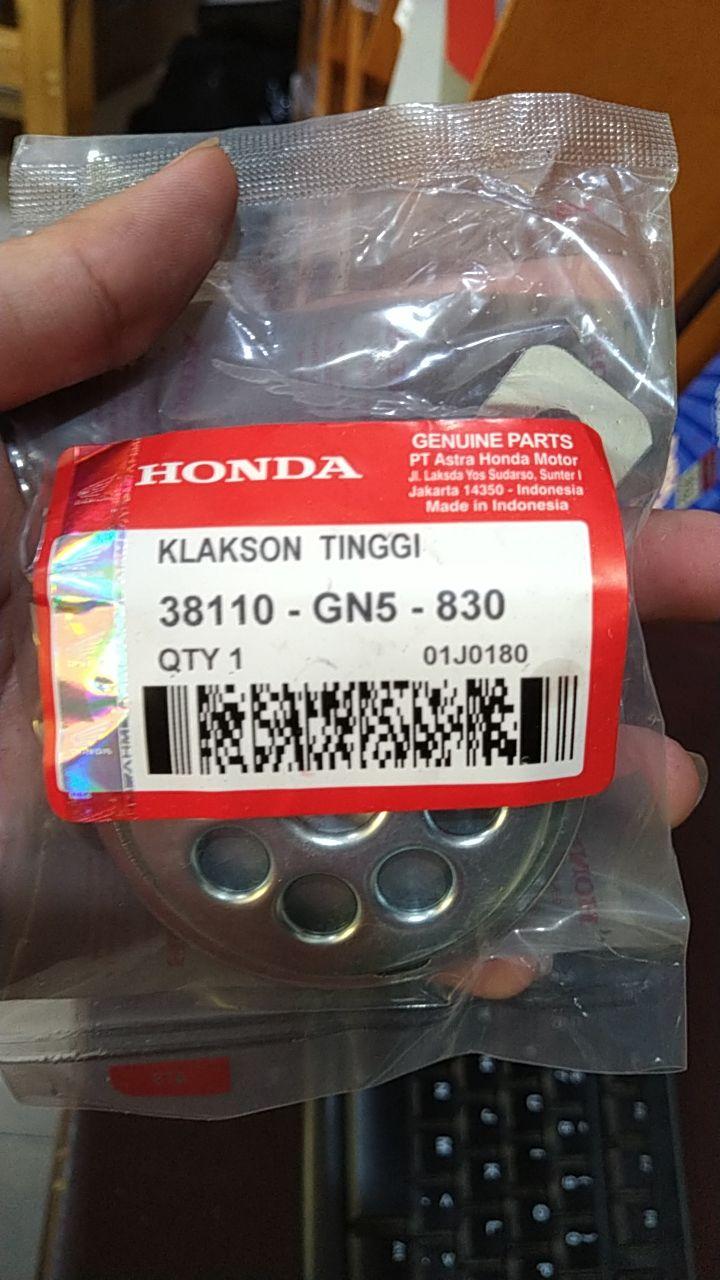 HONDA
GENUINE PARTS
PT Astra Honda Motor
Jl. Laksda Yos Sudarso, Sunter I
Jakarta 14350 - Indonesia
Made in Indonesia
KLAKSON TINGGI
38110 - GN5 - 830
QTY 1
01J0180